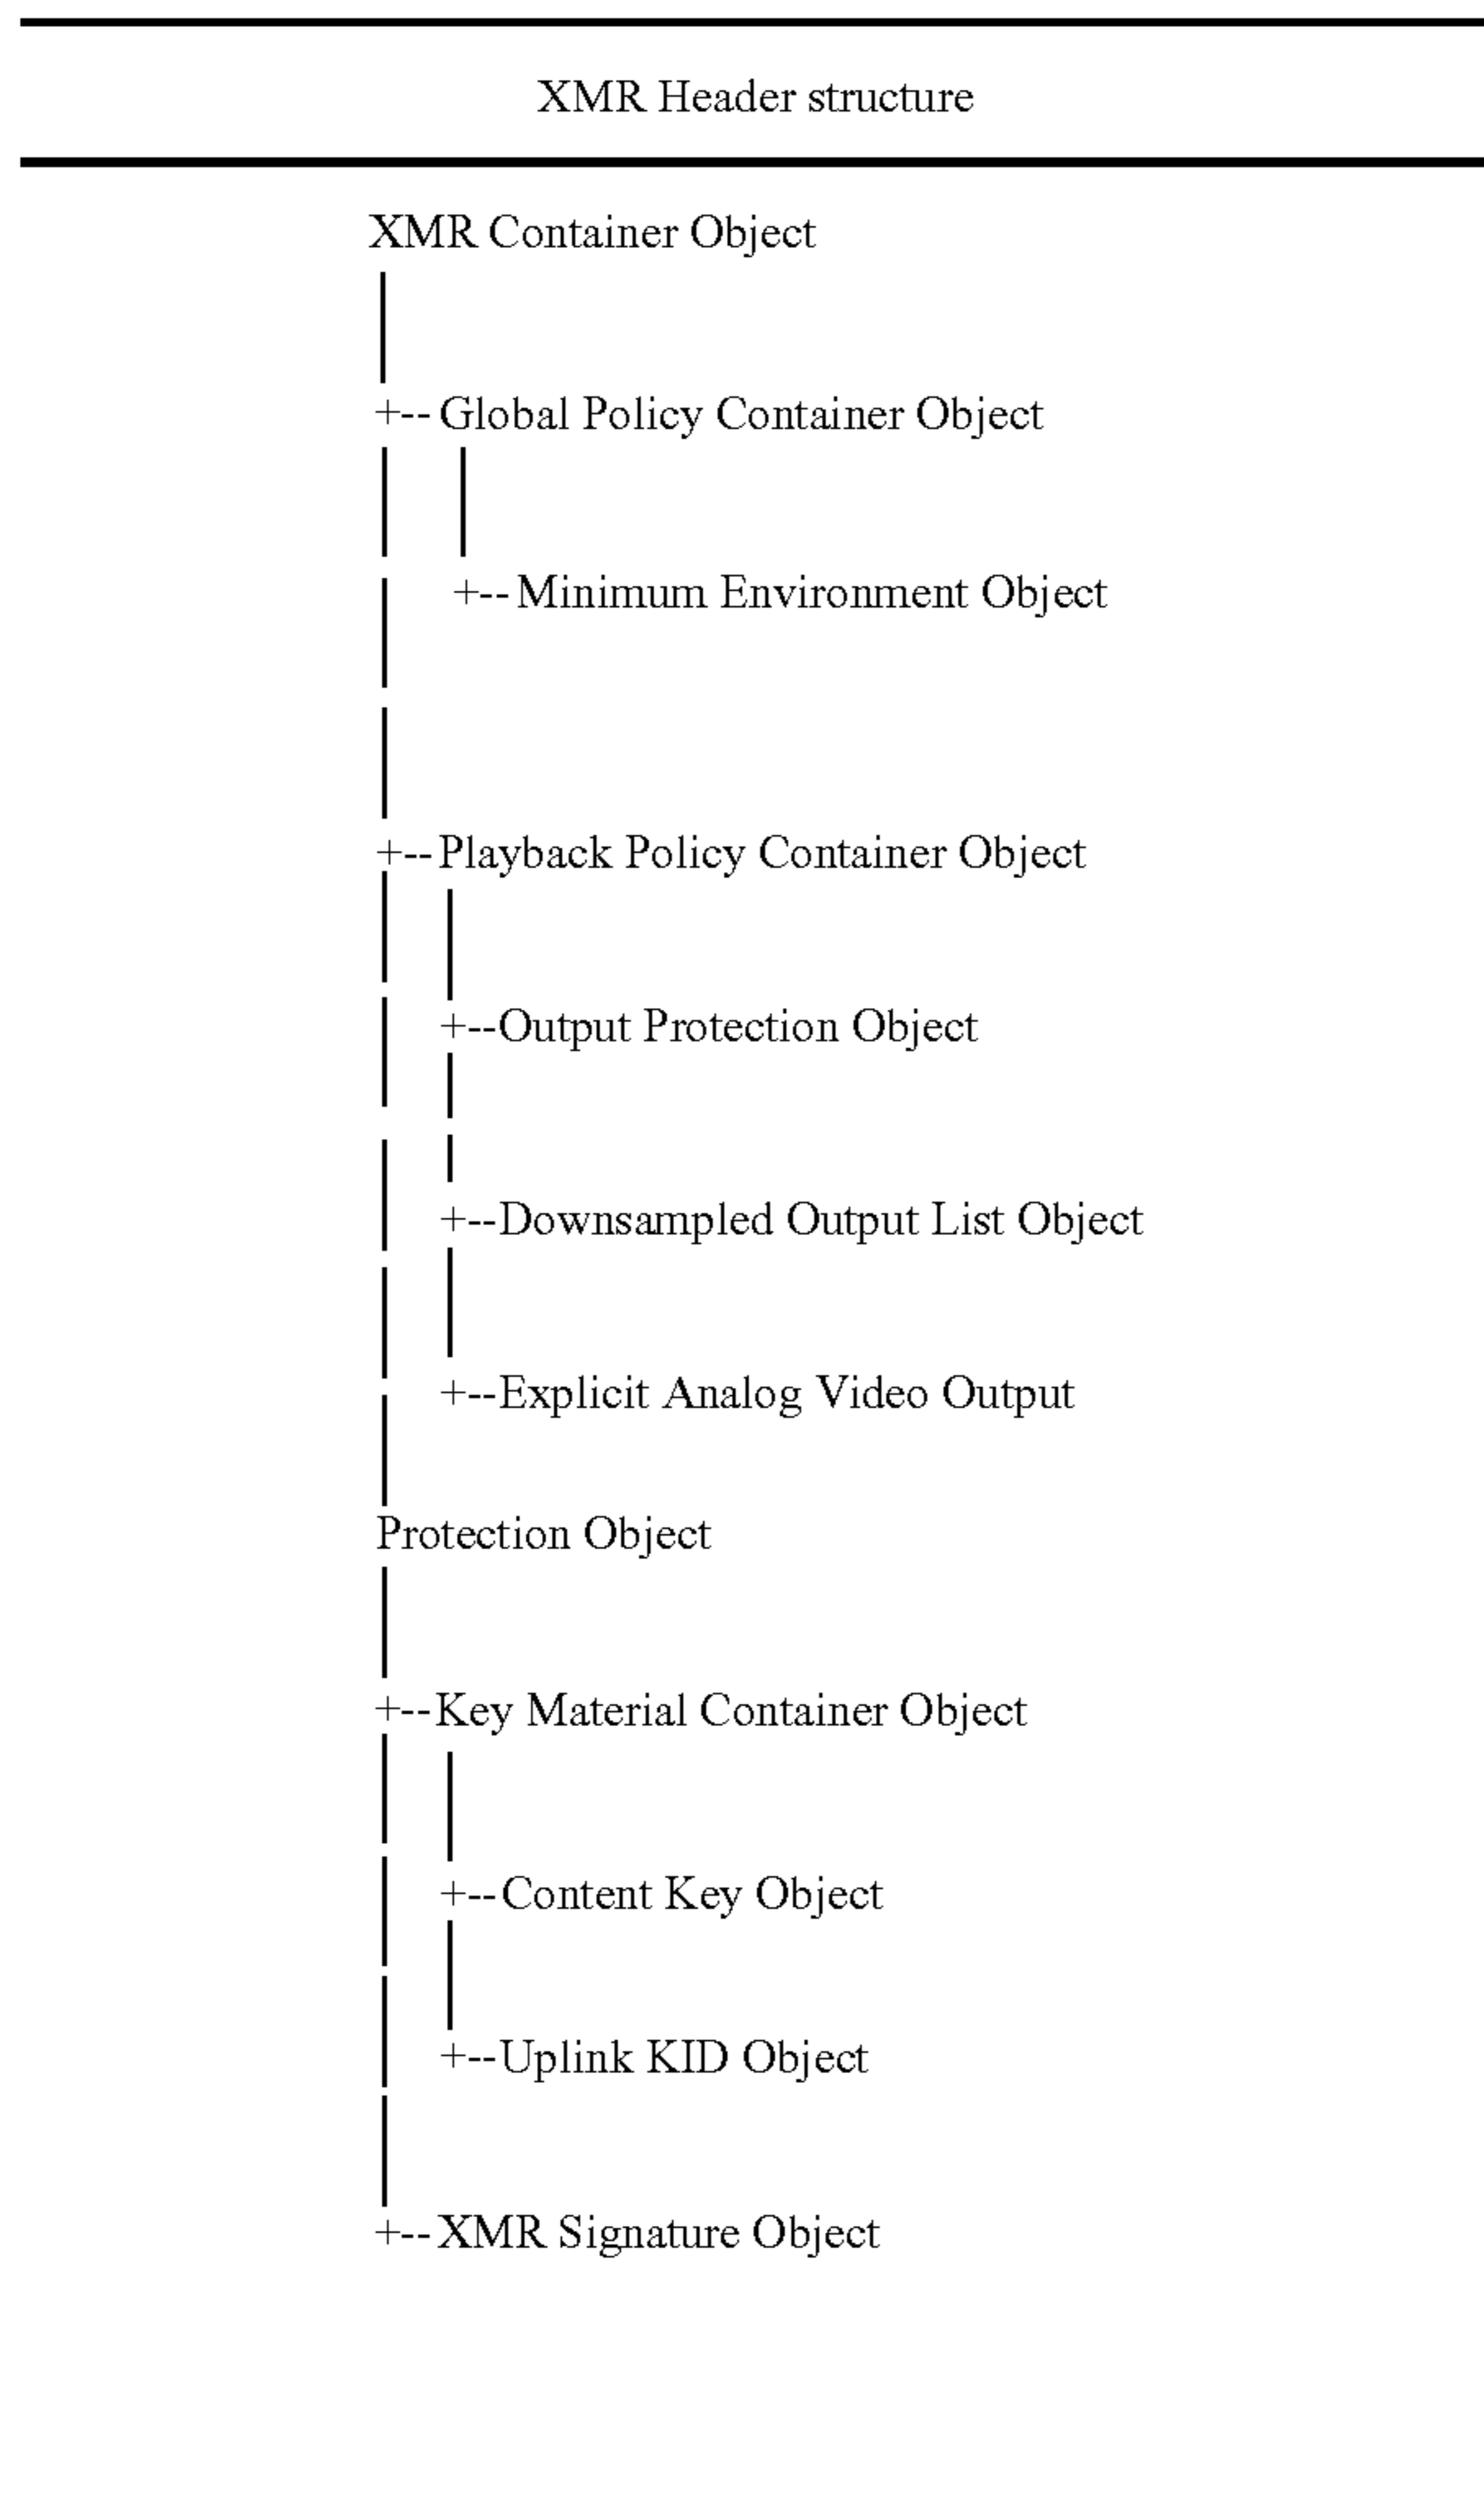 XMR Header structure
XMR Container Object
+--Global Policy Container Object
+--Minimum Environment Object
+--Playback Policy Container Object
+--Output Protection Object
+--Downsampled Output List Object
+--Explicit Analog Video Output
Protection Object
+--Key Material Container Object
+--Content Key Object
+--Uplink KID Object
+--XMR Signature Object